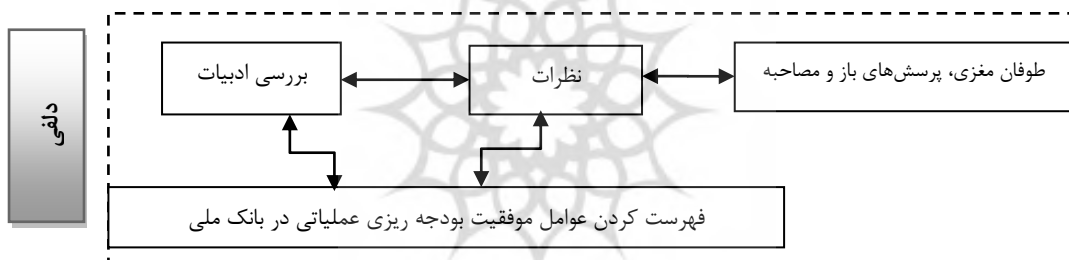 طوفان مغزی، پرسش‌های باز و مصاحبه
نظرات
بررسی ادبیات
دلفی
فهرست کردن عوامل موفقیت بودجه ریزی عملیاتی در بانک ملی